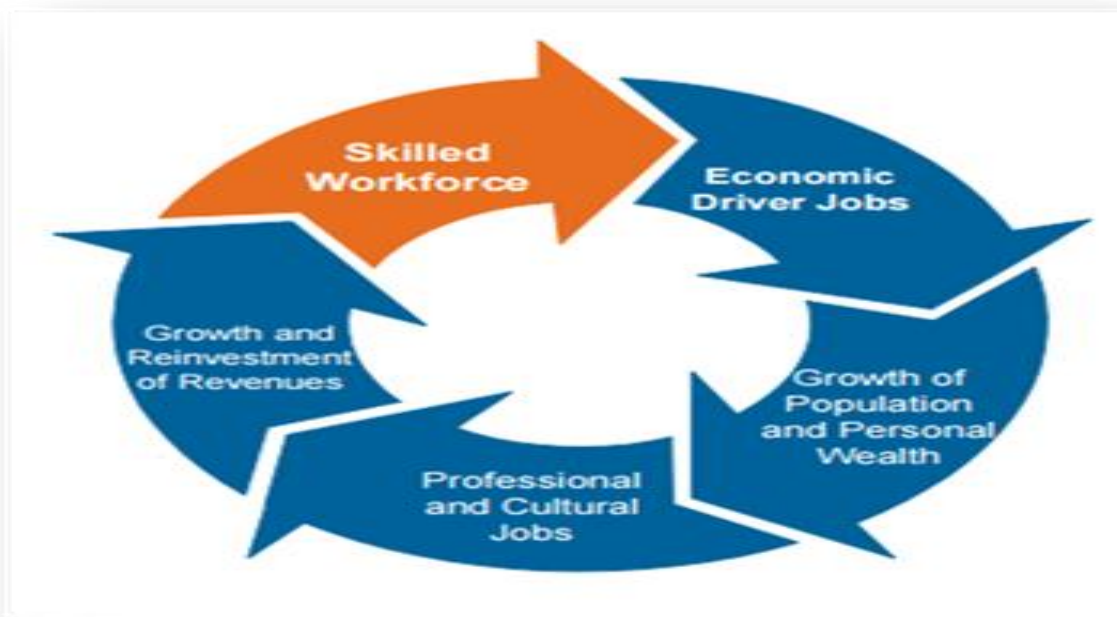 Skilled
Workforce
Economic
Driver Jobs
Growth of
Population
and Personal
Wealth
Professional
and Cultural
Jobs
Growth and
Reinvestment
of Revenues